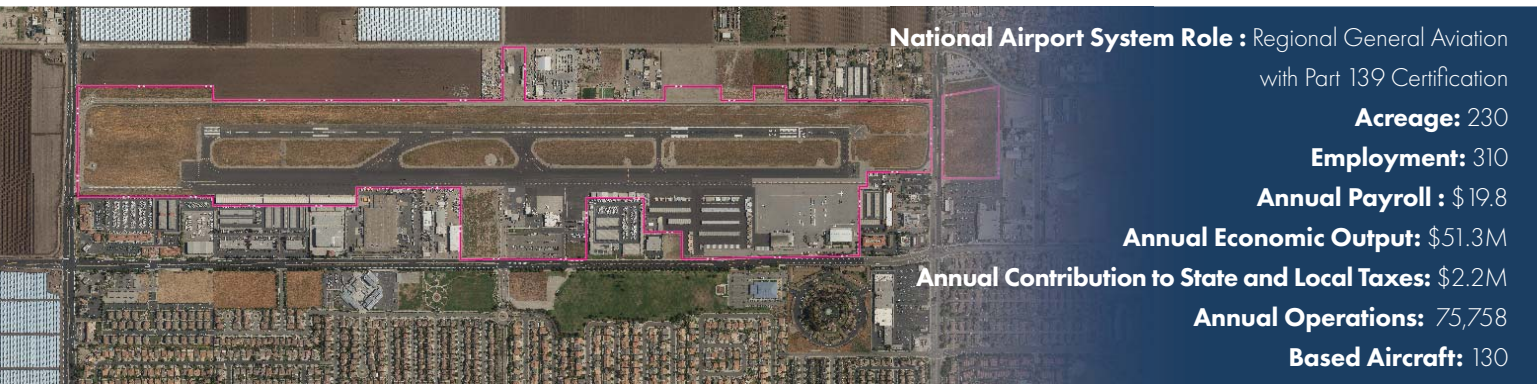 National Airport System Role : Regional General Aviation
with Part 139 Certification
Acreage: 230
Employment: 310
Annual Payroll : $19.8
Annual Economic Output: $51.3M
Annual Contribution to State and Local Taxes: $2.2M
Annual Operations: 75,758
Based Aircraft: 130